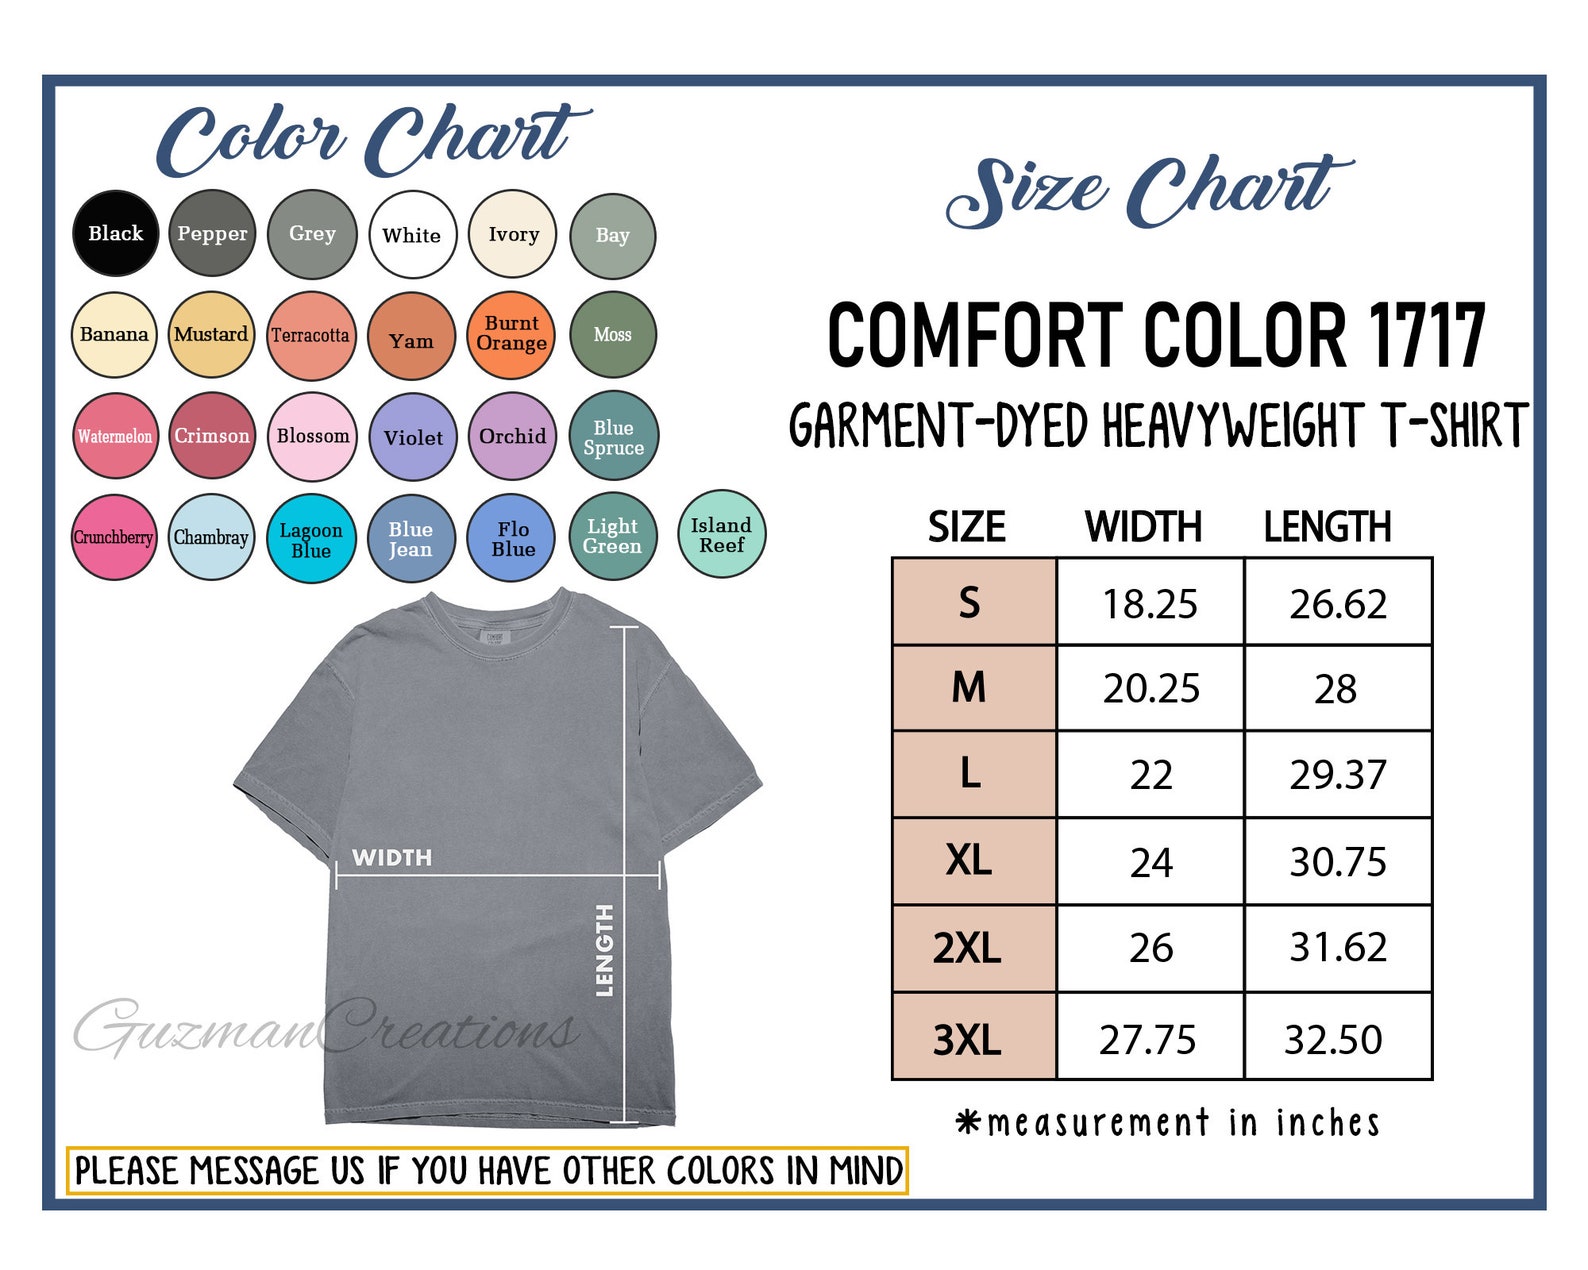 Color Chart
Black Pepper Grey White Ivory Bay
Banana Mustard Terracotta Yam Burnt Orange Moss
Watermelon Crimson Blossom Violet Orchid Blue Spruce
Crunchberry Chambray Lagoon Blue Blue Jean Flo Blue Light Green Island Reef
WIDTH
LENGTH
GuzmanCreations
PLEASE MESSAGE US IF YOU HAVE OTHER COLORS IN MIND
Size Chart
COMFORT COLOR 1717
GARMENT-DYED HEAVYWEIGHT T-SHIRT
SIZE WIDTH LENGTH
S 18.25 26.62
M 20.25 28
L 22 29.37
XL 24 30.75
2XL 26 31.62
3XL 27.75 32.50
*measurement in inches